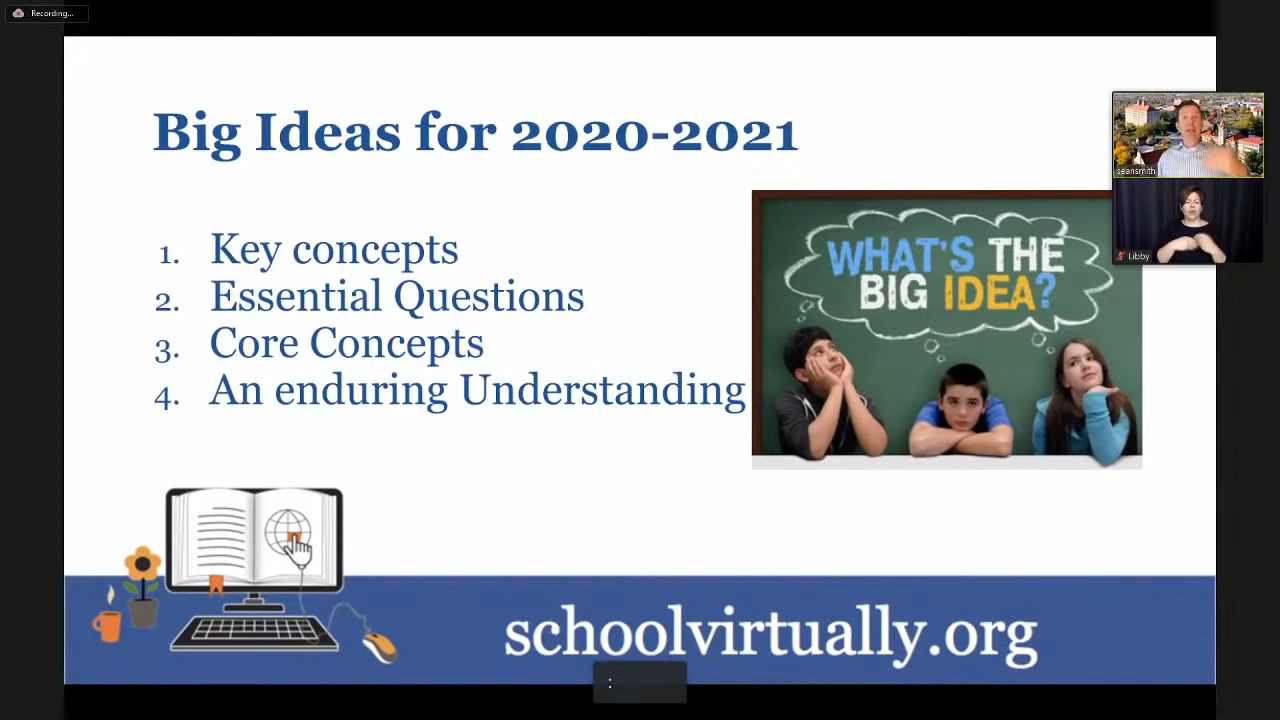 Recording...
Big Ideas for 2020-2021
1. Key concepts
2. Essential Questions
3. Core Concepts
4. An enduring Understanding
WHAT'S THE
BIG IDEA?
seansmith
Libby
schoolvirtually.org
: